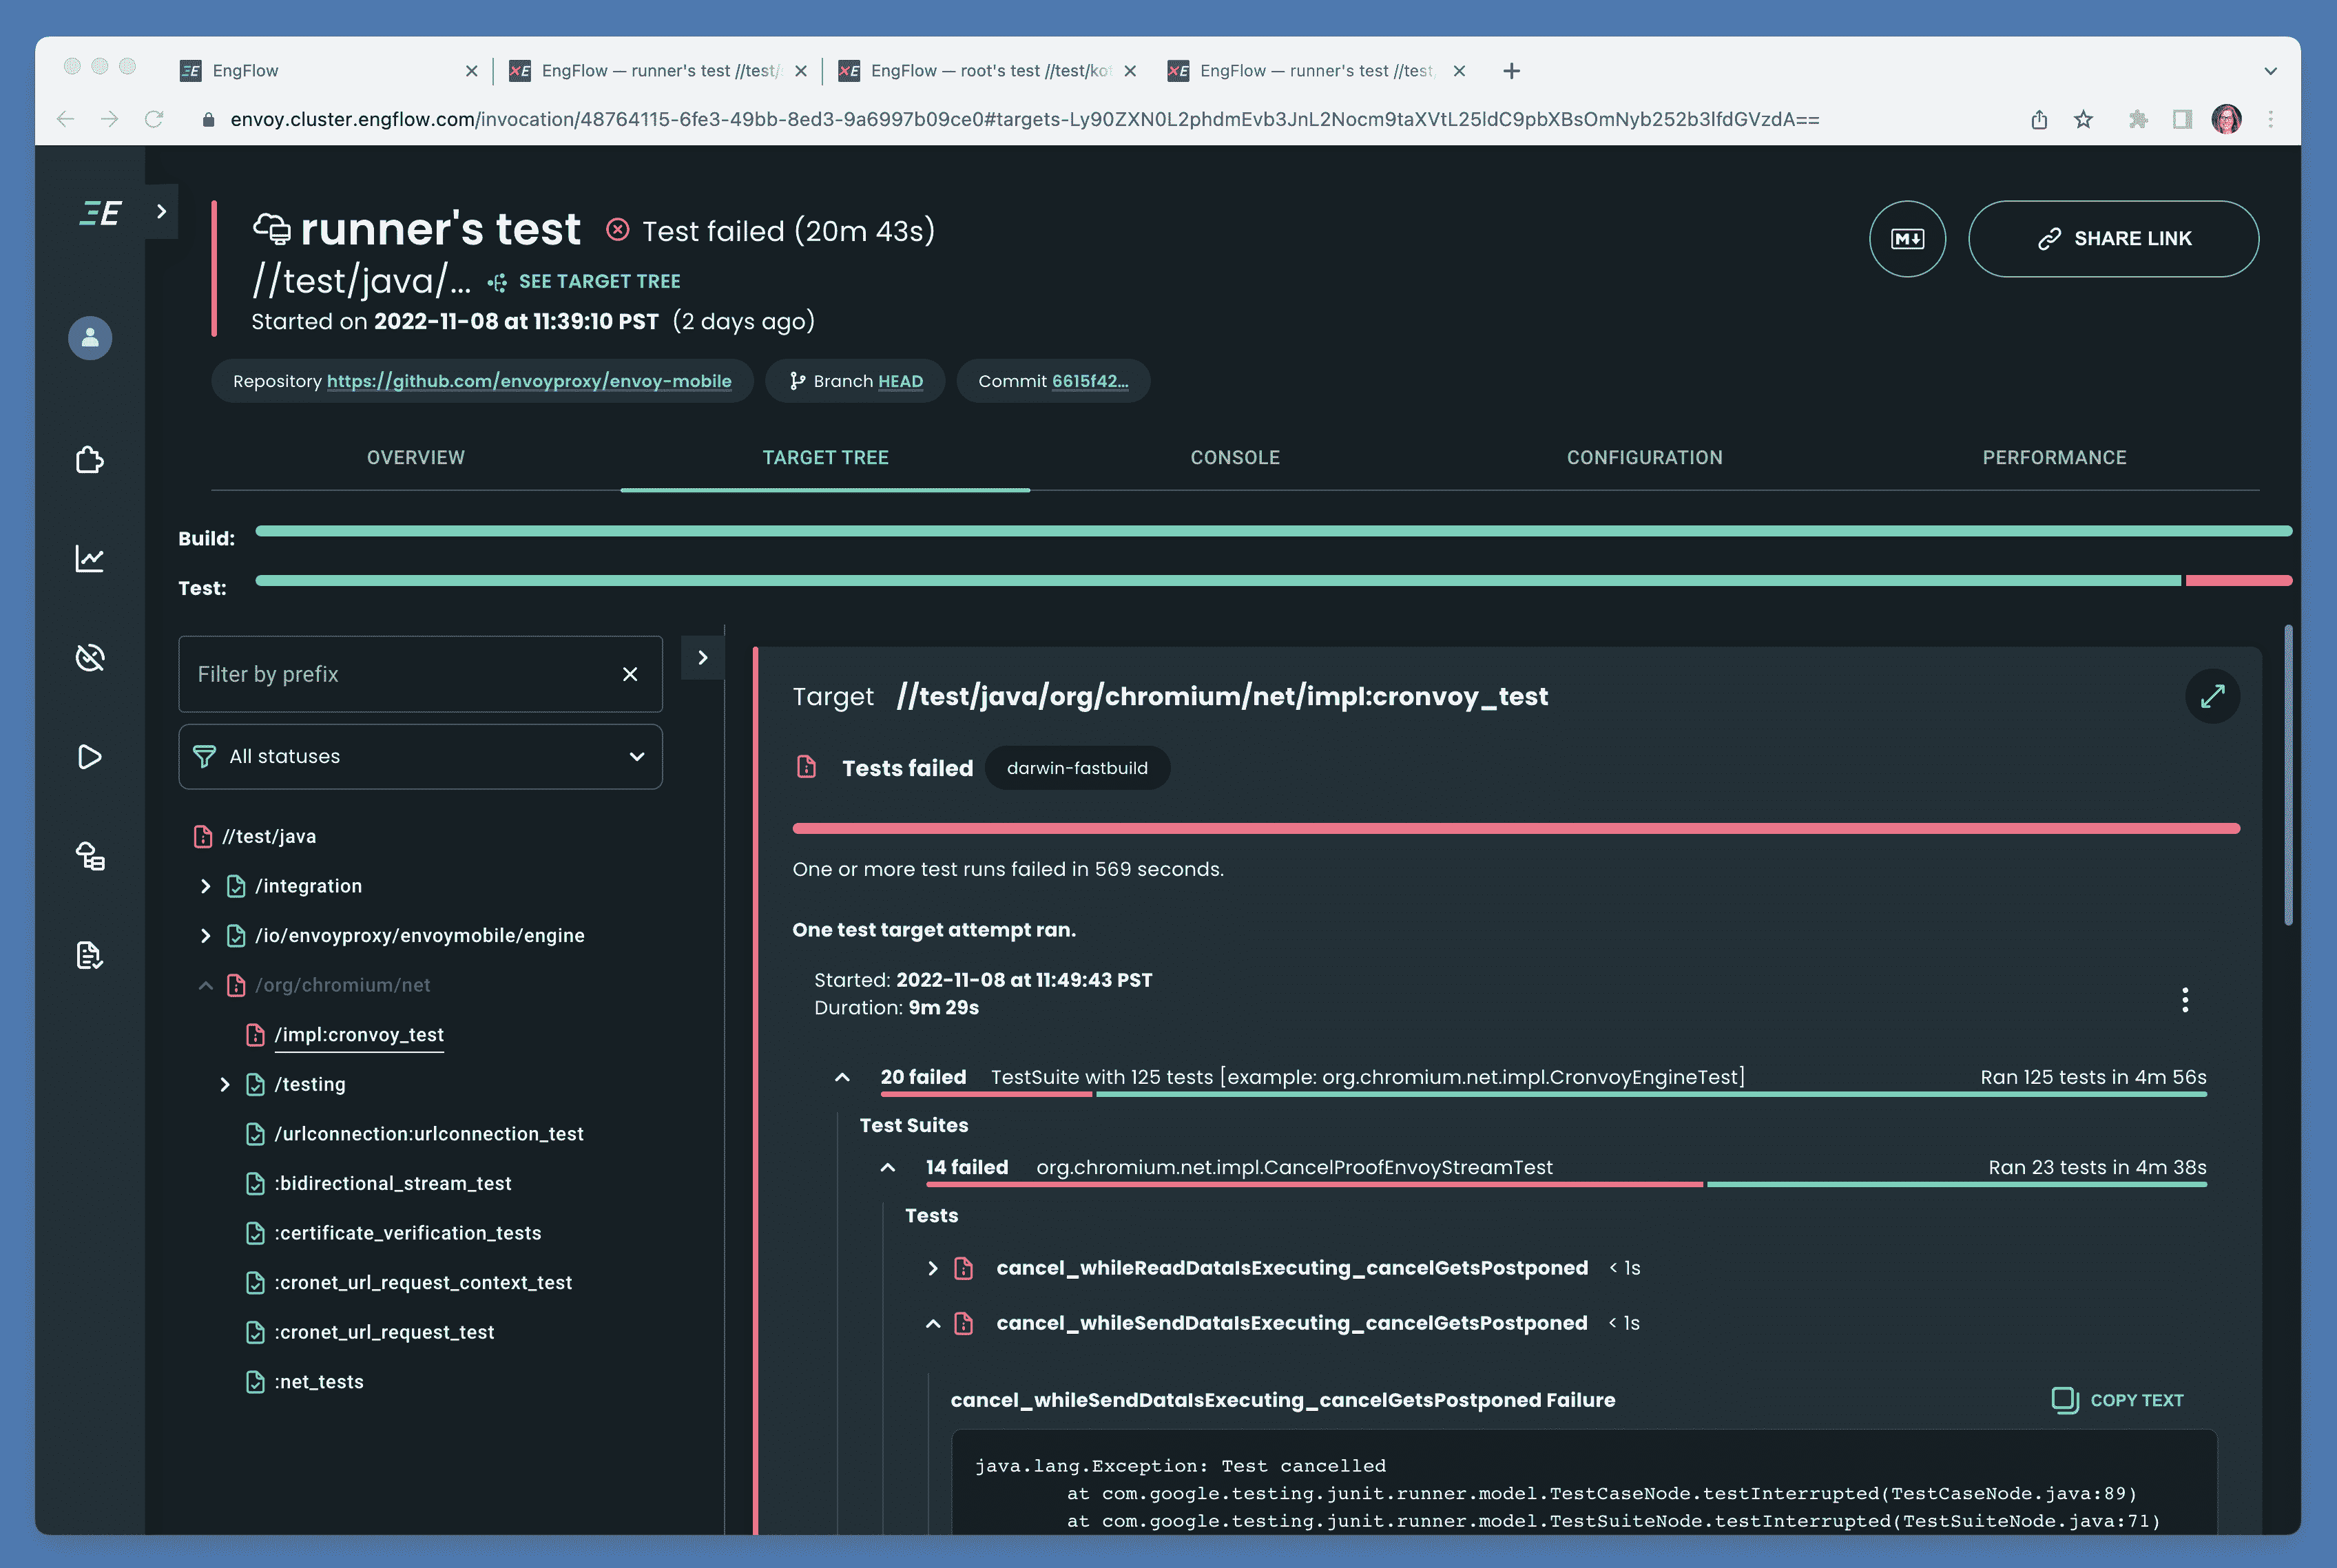 EngFlow
EngFlow — runner's test //test/
EngFlow — root's test //test/ko
EngFlow — runner's test //test
envoy.cluster.engflow.com/invocation/48764115-6fe3-49bb-8ed3-9a6997b09ce0#targets-Ly90ZXN0L2phdmEvb3JnL2Nocm9taXVtL25ldC9pbXBsOmNyb252b3lfdGVzdA==
runner's test Test failed (20m 43s)
M
SHARE LINK
//test/java/... SEE TARGET TREE
Started on 2022-11-08 at 11:39:10 PST (2 days ago)
Repository https://github.com/envoyproxy/envoy-mobile
Branch HEAD
Commit 6615f42...
OVERVIEW
TARGET TREE
CONSOLE
CONFIGURATION
PERFORMANCE
Build:
Test:
Filter by prefix
All statuses
//test/java
/integration
/io/envoyproxy/envoymobile/engine
/org/chromium/net
/impl:cronvoy_test
/testing
/urlconnection:urlconnection_test
:bidirectional_stream_test
:certificate_verification_tests
:cronet_url_request_context_test
:cronet_url_request_test
:net_tests
Target //test/java/org/chromium/net/impl:cronvoy_test
Tests failed darwin-fastbuild
One or more test runs failed in 569 seconds.
One test target attempt ran.
Started: 2022-11-08 at 11:49:43 PST
Duration: 9m 29s
20 failed TestSuite with 125 tests [example: org.chromium.net.impl.CronvoyEngineTest] Ran 125 tests in 4m 56s
Test Suites
14 failed org.chromium.net.impl.CancelProofEnvoyStreamTest Ran 23 tests in 4m 38s
Tests
cancel_whileReadDataIsExecuting_cancelGetsPostponed < 1s
cancel_whileSendDataIsExecuting_cancelGetsPostponed < 1s
cancel_whileSendDataIsExecuting_cancelGetsPostponed Failure
COPY TEXT
java.lang.Exception: Test cancelled
at com.google.testing.junit.runner.model.TestCaseNode.testInterrupted(TestCaseNode.java:89)
at com.google.testing.junit.runner.model.TestSuiteNode.testInterrupted(TestSuiteNode.java:71)